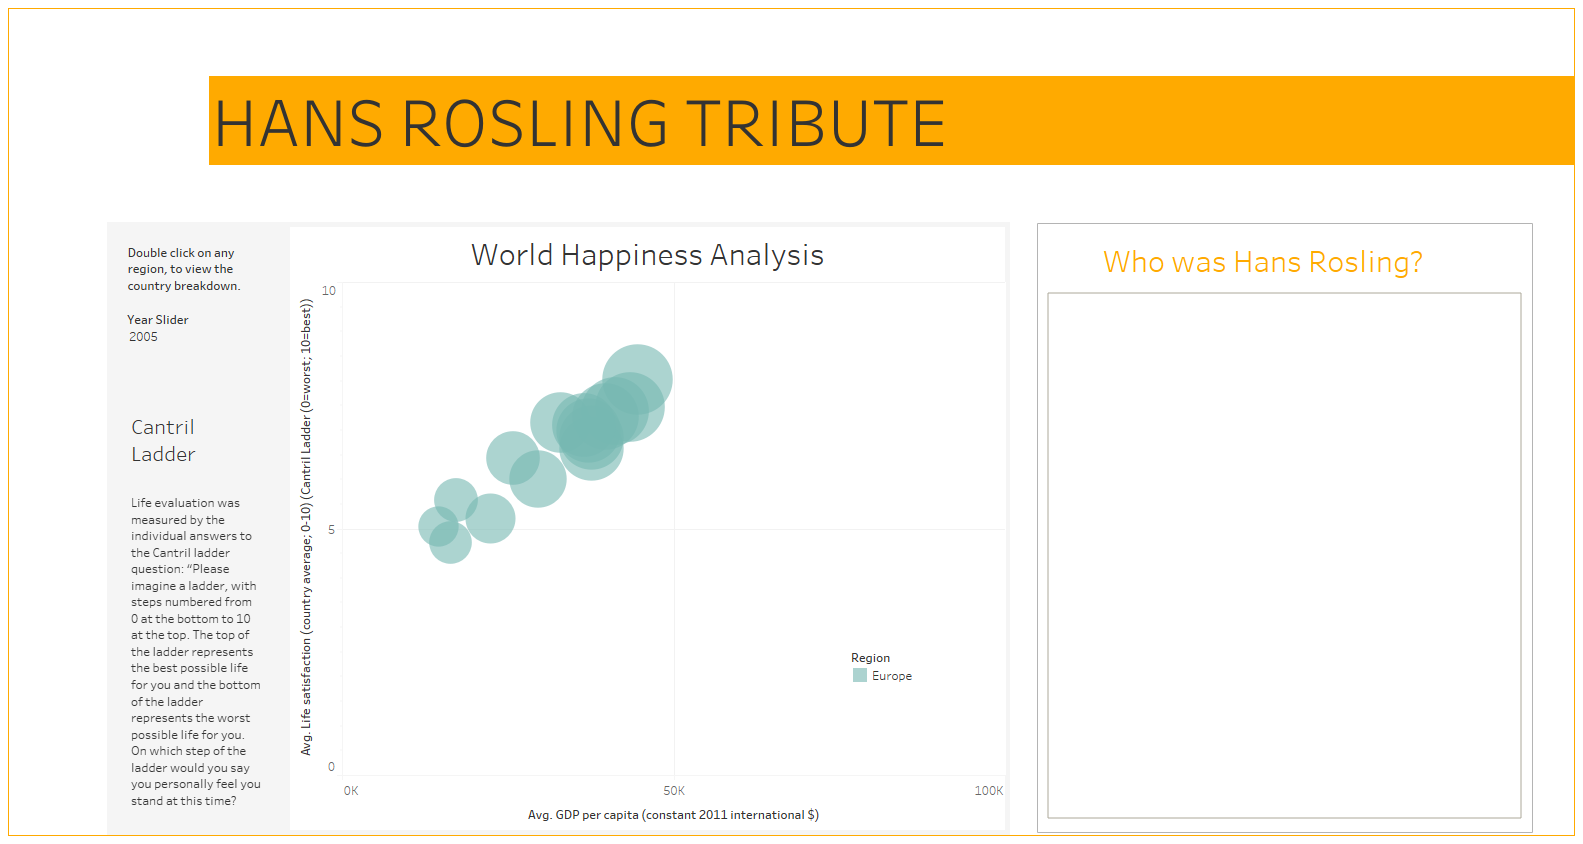 HANS ROSLING TRIBUTE
Double click on any
region, to view the
country breakdown.
Year Slider
2005
Cantril
Ladder
Life evaluation was
measured by the
individual answers to
the Cantril ladder
question: “Please
imagine a ladder, with
steps numbered from
0 at the bottom to 10
at the top. The top of
the ladder represents
the best possible life
for you and the bottom
of the ladder
represents the worst
possible life for you.
On which step of the
ladder would you say
you personally feel you
stand at this time?
World Happiness Analysis
Avg. Life satisfaction (country average; 0-10) (Cantril Ladder (0=worst; 10=best))
10
5
0
0K
50K
100K
Avg. GDP per capita (constant 2011 international $)
Region
Europe
Who was Hans Rosling?